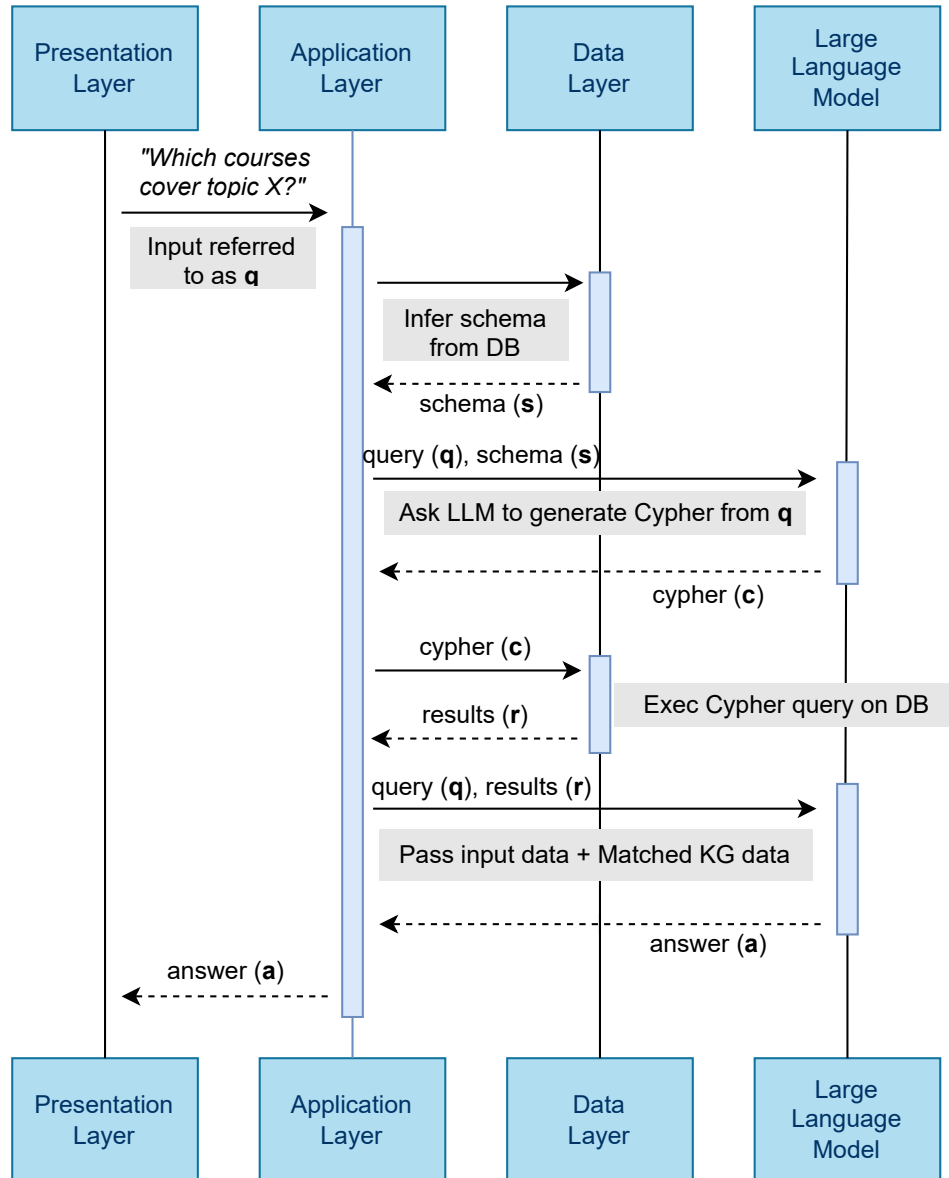 Presentation
Layer
Application
Layer
Data
Layer
Large
Language
Model
"Which courses
cover topic X?"
Input referred
to as q
Infer schema
from DB
schema (s)
query (q), schema (s)
Ask LLM to generate Cypher from q
cypher (c)
cypher (c)
Exec Cypher query on DB
results (r)
query (q), results (r)
Pass input data + Matched KG data
answer (a)
answer (a)
Presentation
Layer
Application
Layer
Data
Layer
Large
Language
Model